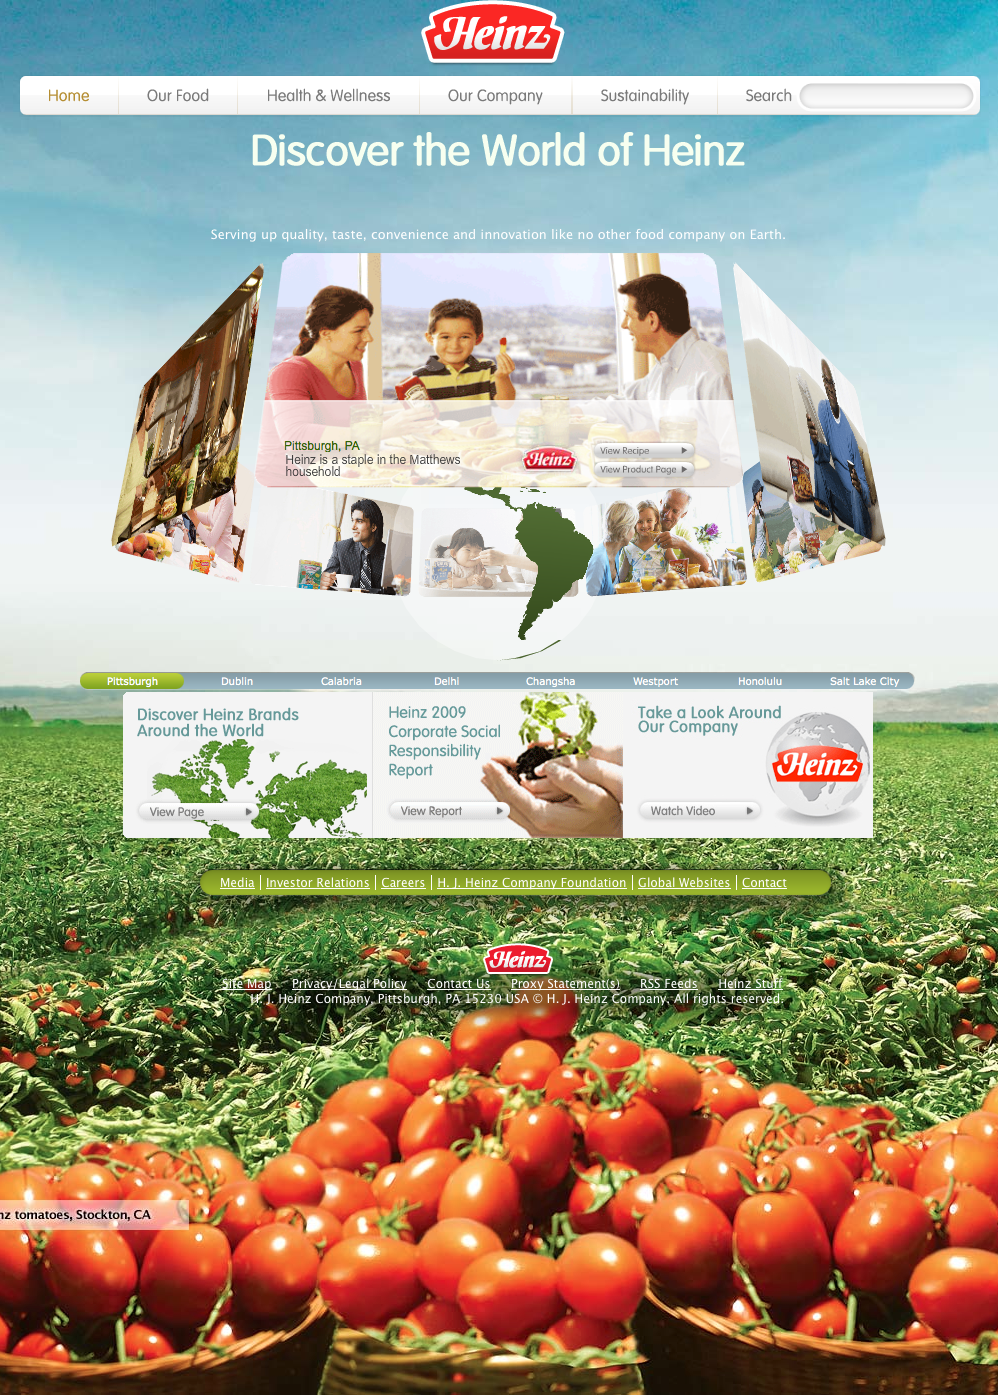 Heinz
Home
Our Food
Health & Wellness
Our Company
Sustainability
Search
Discover the World of Heinz
Serving up quality, taste, convenience and innovation like no other food company on Earth.
Pittsburgh, PA
Heinz is a staple in the Matthews
household
Heinz
View Recipe
View Product Page
Pittsburgh
Dublin
Calabria
Delhi
Changsha
Westport
Honolulu
Salt Lake City
Discover Heinz Brands
Around the World
View Page
Heinz 2009
Corporate Social
Responsibility
Report
View Report
Take a Look Around
Our Company
Heinz
Watch Video
Media | Investor Relations | Careers | H. J. Heinz Company Foundation | Global Websites | Contact
Heinz
Site Map Privacy/Legal Policy Contact Us Proxy Statement(s) RSS Feeds Heinz Stuff
H. J. Heinz Company, Pittsburgh, PA 15230 USA © H. J. Heinz Company, All rights reserved.
nz tomatoes, Stockton, CA